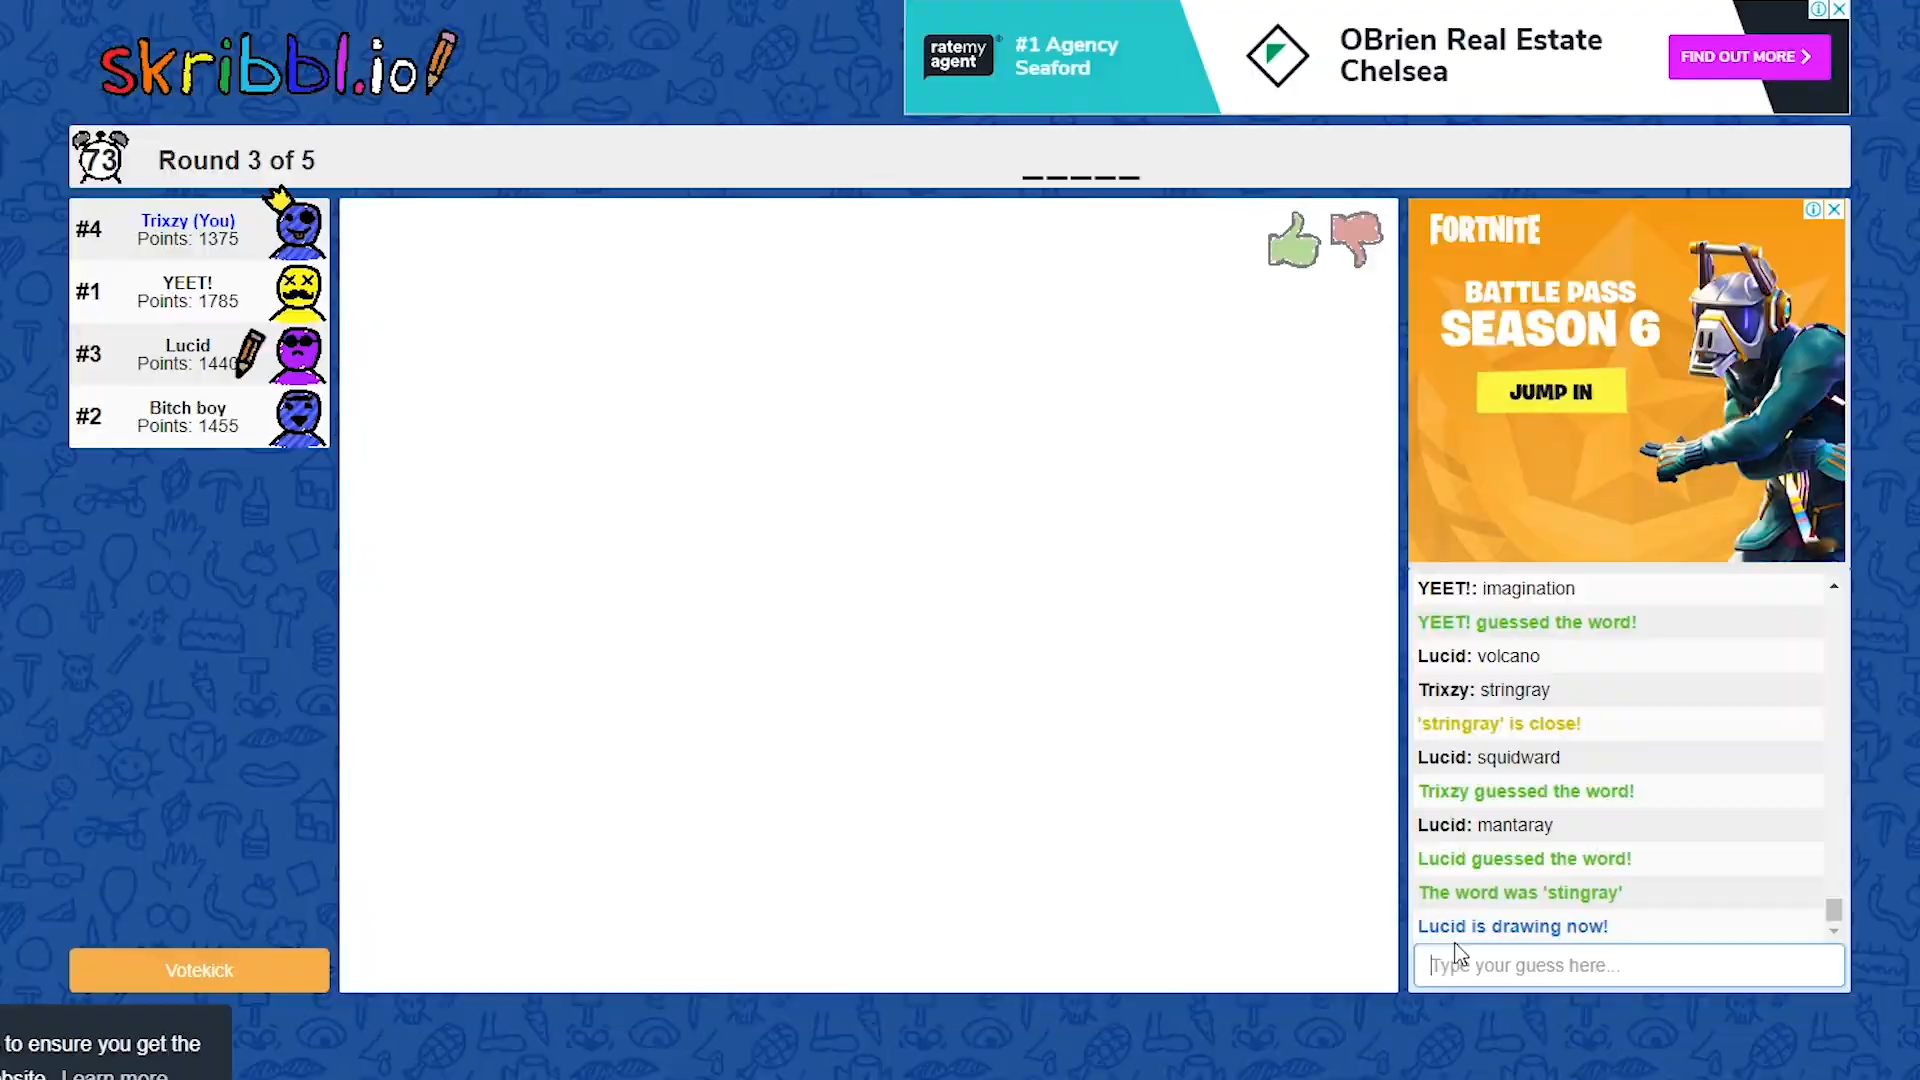 skribbl.io
ratemy
agent
#1 Agency
Seaford
OBrien Real Estate
Chelsea
FIND OUT MORE
73
Round 3 of 5
_____
#4
Trixzy (You)
Points: 1375
#1
YEET!
Points: 1785
#3
Lucid
Points: 1440
#2
Bitch boy
Points: 1455
FORTNITE
BATTLE PASS
SEASON 6
JUMP IN
YEET!: imagination
YEET! guessed the word!
Lucid: volcano
Trixzy: stringray
'stringray' is close!
Lucid: squidward
Trixzy guessed the word!
Lucid: mantaray
Lucid guessed the word!
The word was 'stingray'
Lucid is drawing now!
Type your guess here...
Votekick
to ensure you get the
Learn more